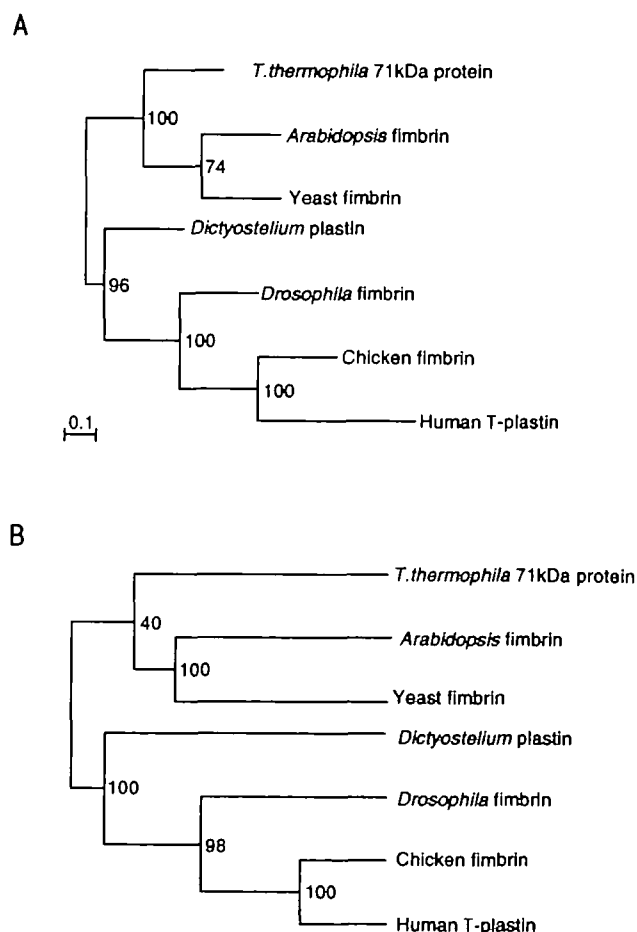 A
T.thermophila 71kDa protein
100
Arabidopsis fimbrin
74
Yeast fimbrin
Dictyostelium plastin
96
Drosophila fimbrin
100
Chicken fimbrin
100
Human T-plastin
0.1
B
T.thermophila 71kDa protein
40
Arabidopsis fimbrin
100
Yeast fimbrin
Dictyostelium plastin
100
Drosophila fimbrin
98
Chicken fimbrin
100
Human T-plastin